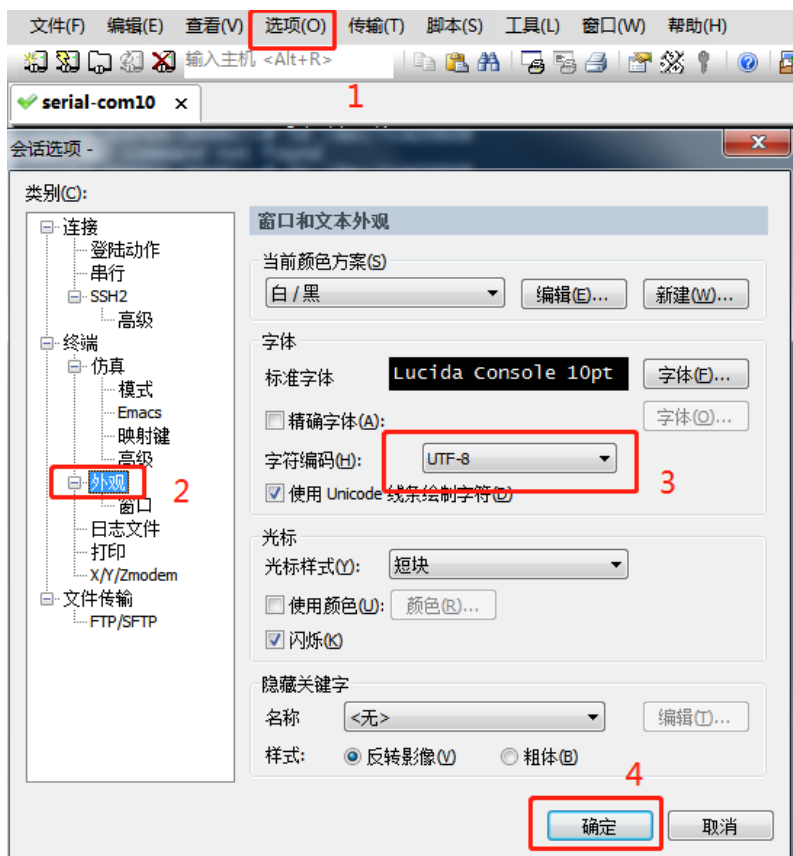 文件(F) 编辑(E) 查看(V) 选项(O) 传输(T) 脚本(S) 工具(L) 窗口(W) 帮助(H)
输入主机 <Alt+R>
1
serial-com10 x
会话选项 -
类别(C):
连接
登陆动作
串行
SSH2
高级
终端
仿真
模式
Emacs
映射键
高级
外观
2
窗口
日志文件
打印
X/Y/Zmodem
文件传输
FTP/SFTP
窗口和文本外观
当前颜色方案(S)
白 / 黑 编辑(E)... 新建(W)...
字体
标准字体 Lucida Console 10pt 字体(F)...
精确字体(A): 字体(O)...
字符编码(H): UTF-8
3
使用 Unicode 线条绘制字符(D)
光标
光标样式(Y): 短块
使用颜色(U): 颜色(R)...
闪烁(K)
隐藏关键字
名称 <无> 编辑(T)...
样式: 反转影像(V) 粗体(B)
4
确定 取消